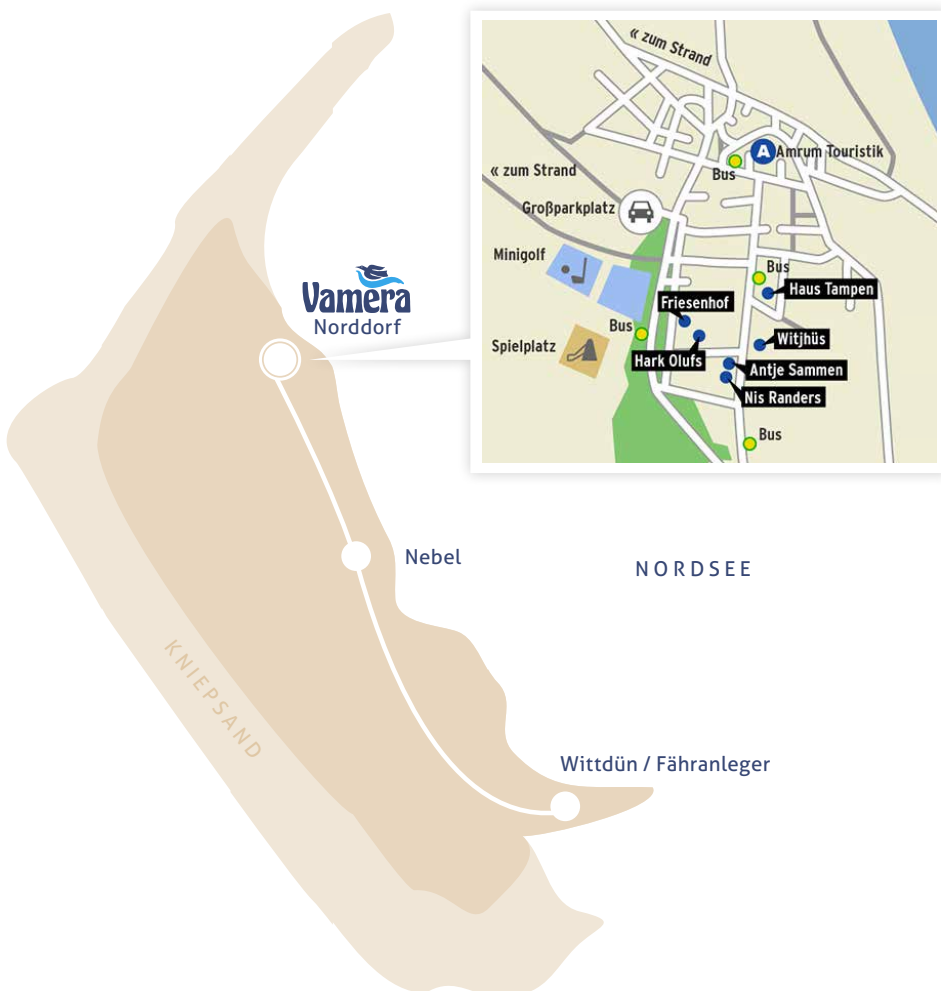 « zum Strand
A
Amrum Touristik
Bus
« zum Strand
Großparkplatz
Minigolf
Bus
Haus Tampen
Friesenhof
Bus
Witjhüs
Spielplatz
Hark Olufs
Antje Sammen
Nis Randers
Bus
Vamera
Norddorf
Nebel
NORDSEE
KNIEPSAND
Wittdün / Fähranleger